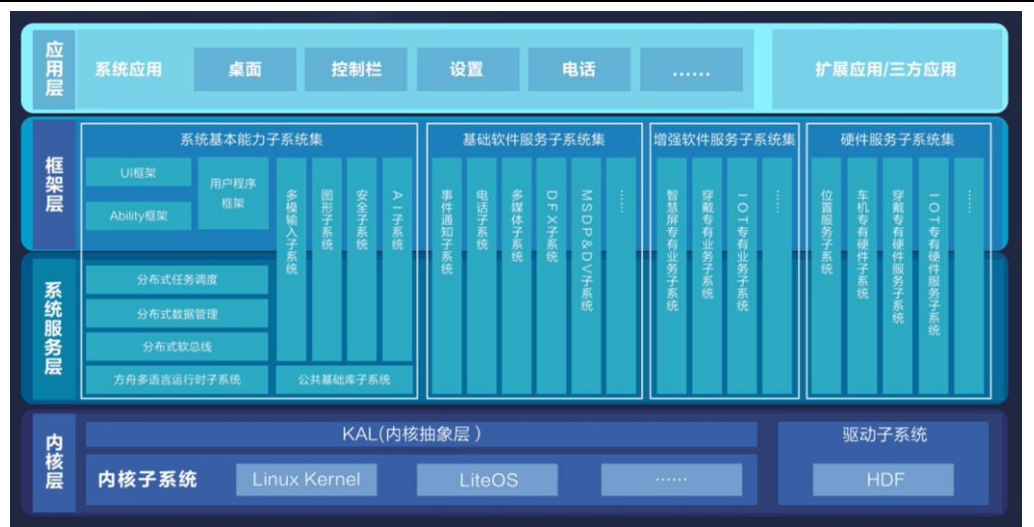 应用层
系统应用
桌面
控制栏
设置
电话
……
扩展应用/三方应用
框架层
系统基本能力子系统集
UI框架
Ability框架
用户程序
框架
多模输入子系统
图形子系统
安全子系统
AI子系统
基础软件服务子系统集
事件通知子系统
电话子系统
多媒体子系统
DFX子系统
MSDP&DV子系统
……
增强软件服务子系统集
智慧屏专有业务子系统
穿戴专有业务子系统
IOT专有业务子系统
……
硬件服务子系统集
位置服务子系统
车机专有硬件子系统
穿戴专有硬件服务子系统
IOT专有硬件服务子系统
……
系统服务层
分布式任务调度
分布式数据管理
分布式软总线
方舟多语言运行时子系统
公共基础库子系统
内核层
KAL(内核抽象层)
内核子系统
Linux Kernel
LiteOS
……
驱动子系统
HDF